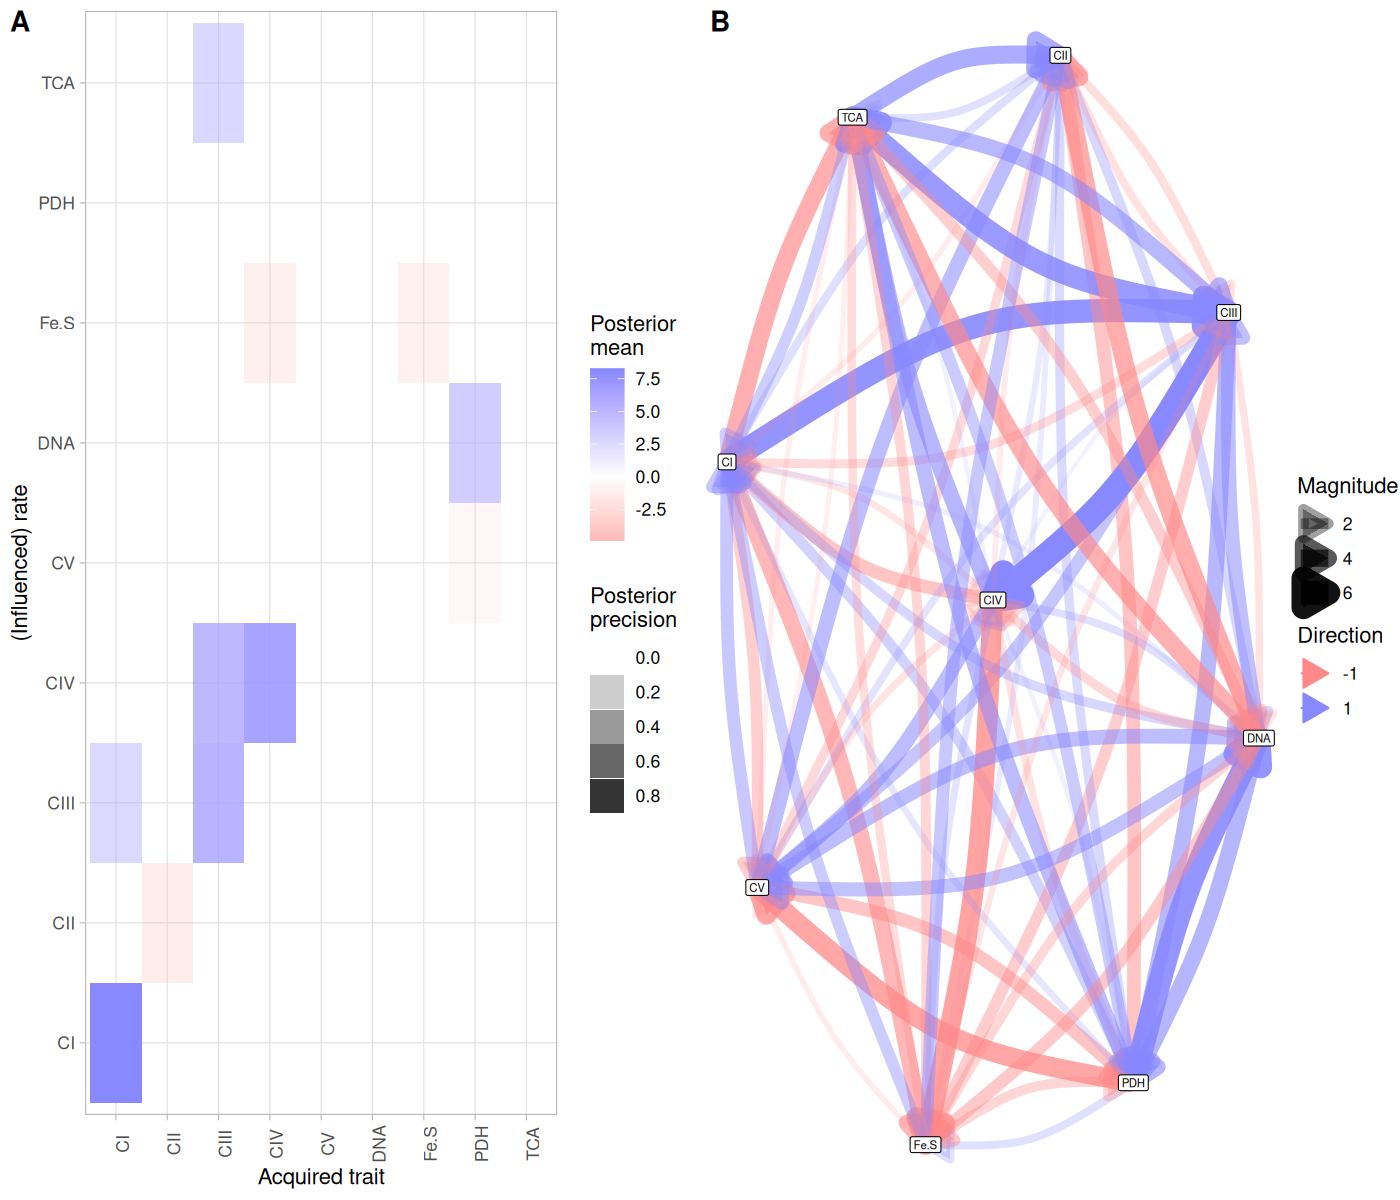 A
TCA
PDH
Fe.S
DNA
CV
CIV
CIII
CII
CI
(Influenced) rate
CI
CII
CIII
CIV
CV
DNA
Fe.S
PDH
TCA
Acquired trait
Posterior
mean
7.5
5.0
2.5
0.0
-2.5
Posterior
precision
0.0
0.2
0.4
0.6
0.8
B
CII
TCA
CIII
CI
CIV
DNA
CV
PDH
Fe.S
Magnitude
2
4
6
Direction
-1
1